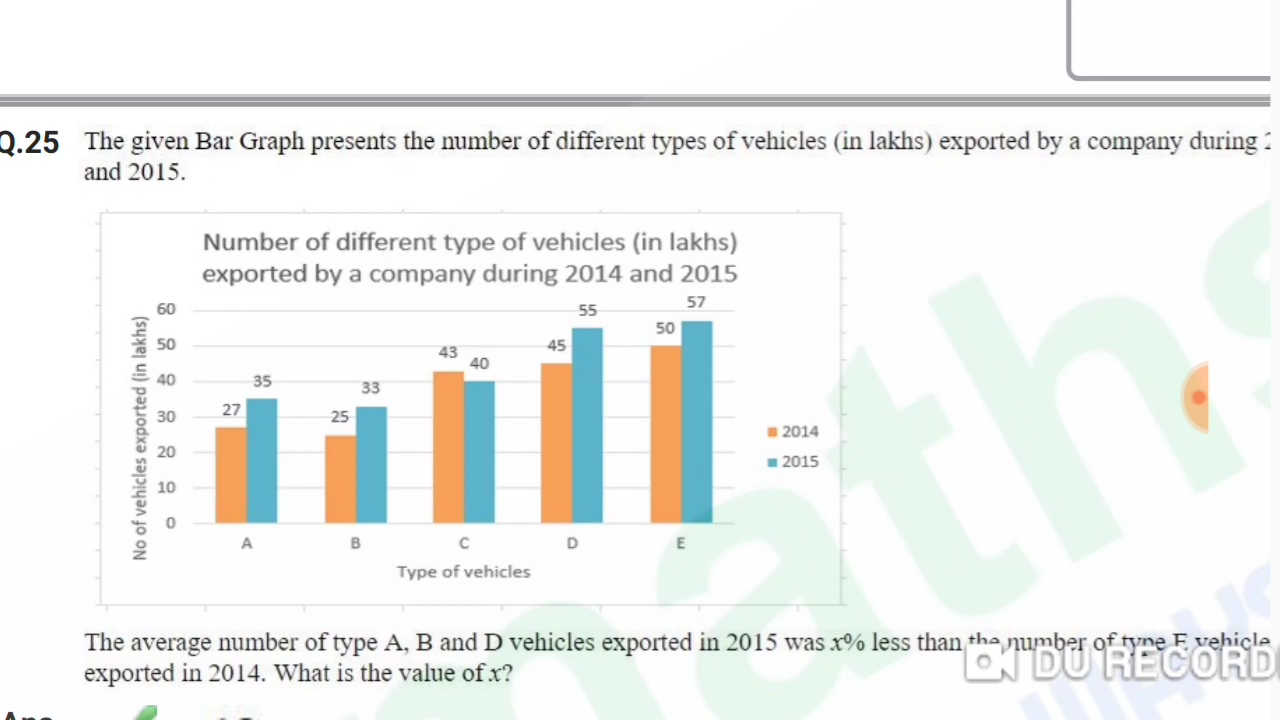 Q.25 The given Bar Graph presents the number of different types of vehicles (in lakhs) exported by a company during
and 2015.
Number of different type of vehicles (in lakhs)
exported by a company during 2014 and 2015
No of vehicles exported (in lakhs)
60
50
40
30
20
10
0
27 35
25 33
43 40
45 55
50 57
A B C D E
Type of vehicles
2014
2015
The average number of type A, B and D vehicles exported in 2015 was x% less than the number of type E vehicle
exported in 2014. What is the value of x?
DU RECORD
Ans
maths